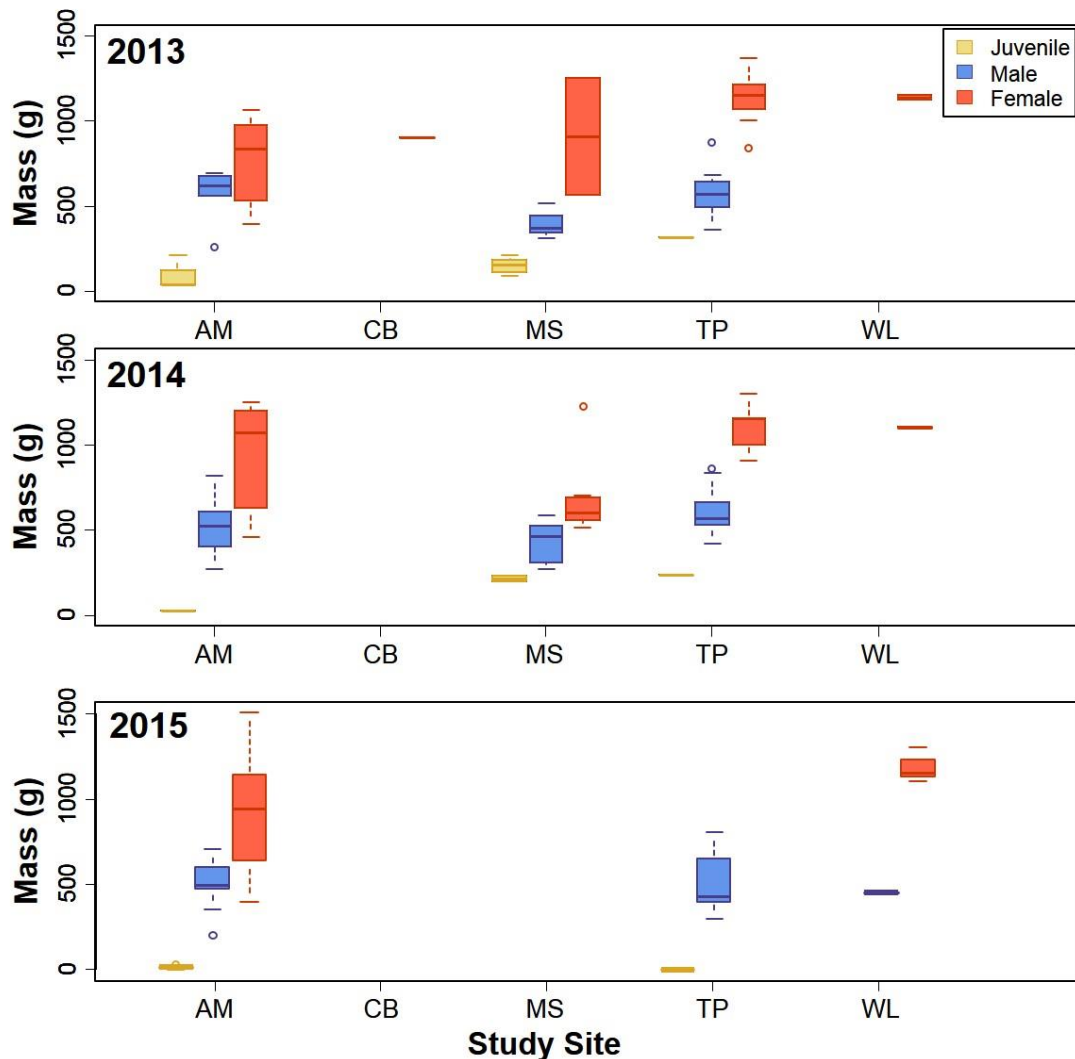 2013
Juvenile
Male
Female
Mass (g)
1500
1000
500
0
AM CB MS TP WL
2014
Mass (g)
1500
1000
500
0
AM CB MS TP WL
2015
Mass (g)
1500
1000
500
0
AM CB MS TP WL
Study Site